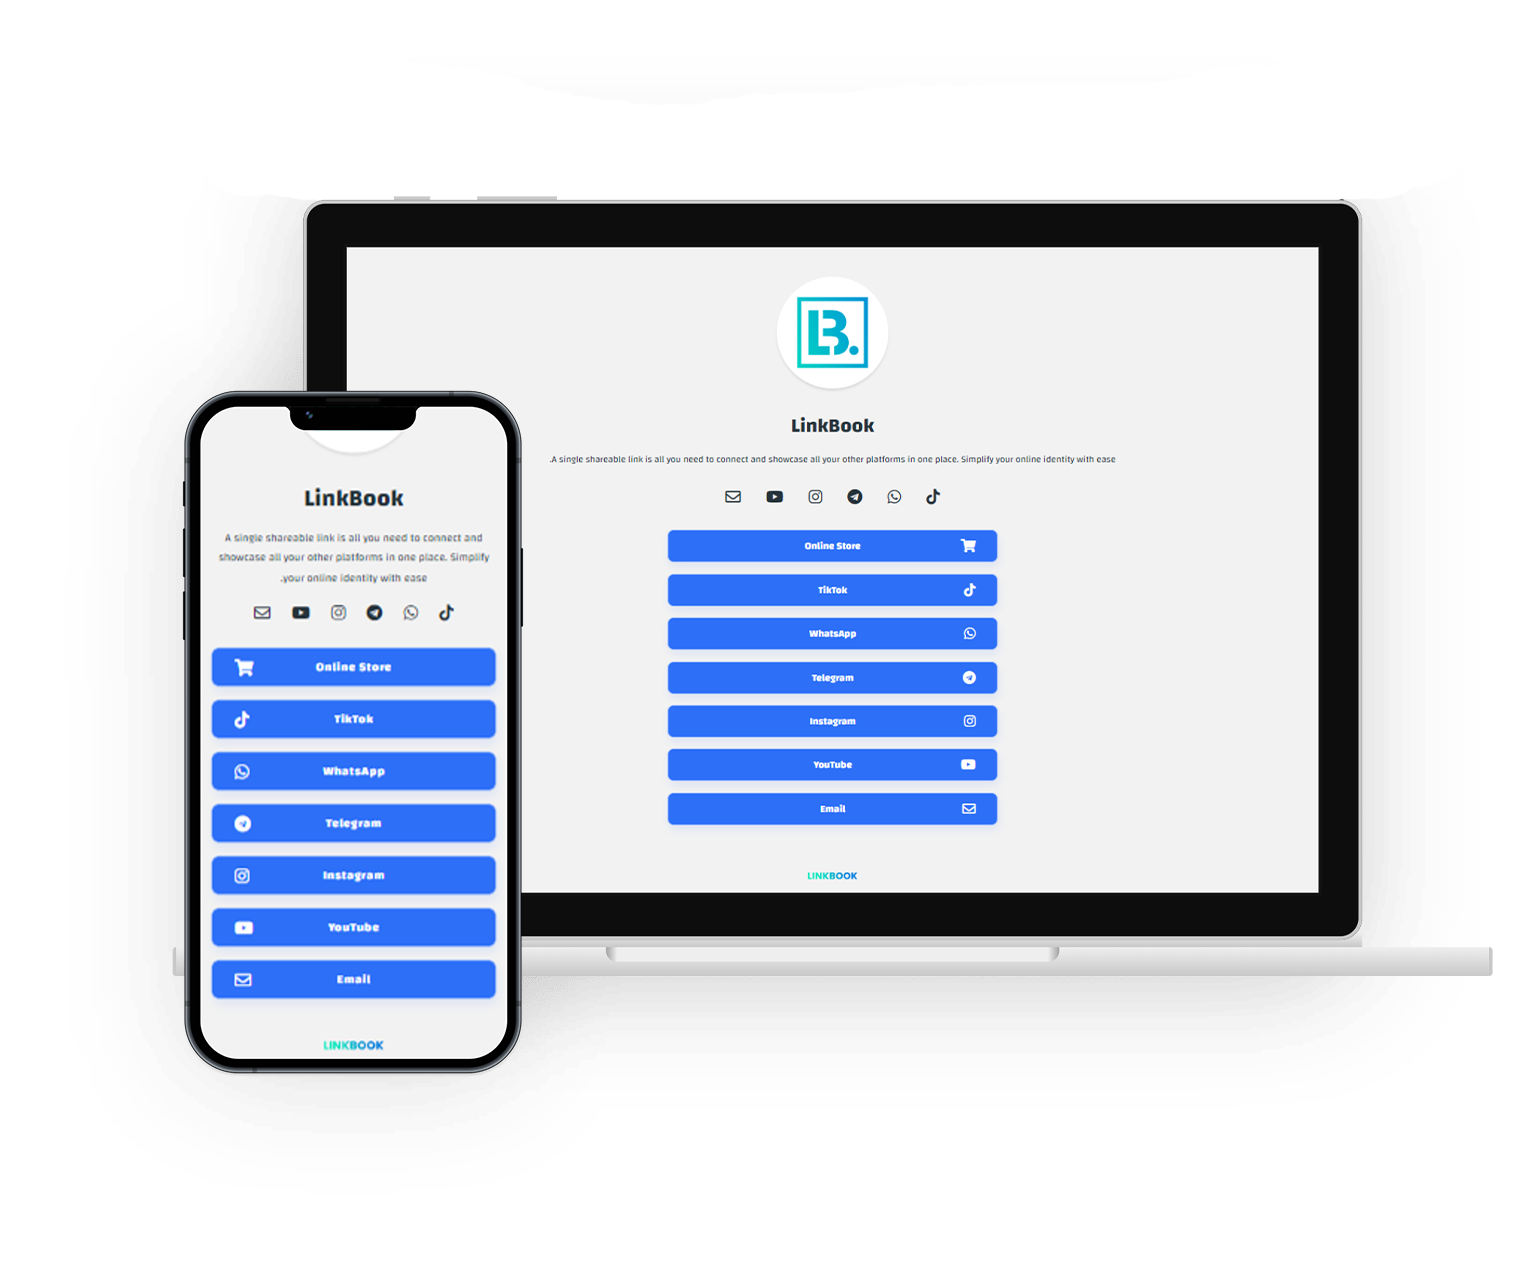 LB.
LinkBook
.A single shareable link is all you need to connect and showcase all your other platforms in one place. Simplify your online identity with ease
Online Store
TikTok
WhatsApp
Telegram
Instagram
YouTube
Email
LINKBOOK
LinkBook
A single shareable link is all you need to connect and
showcase all your other platforms in one place. Simplify
.your online identity with ease
Online Store
TikTok
WhatsApp
Telegram
Instagram
YouTube
Email
LINKBOOK